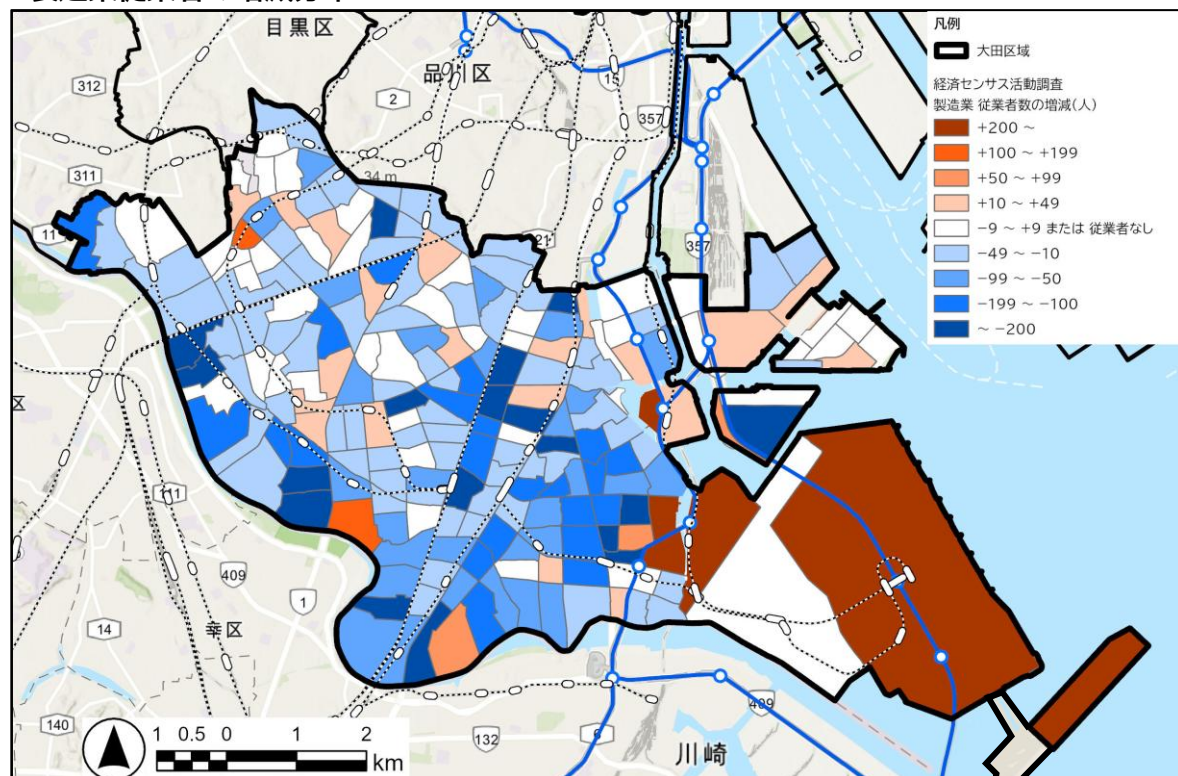 目黒区
品川区
312
2
15
357
311
34 m
11
21
357
111
409
1
幸区
14
区
140
132
6
409
川崎
1 0.5 0 1 2
km
凡例
大田区域
経済センサス活動調査
製造業 従業者数の増減(人)
+200 ～
+100 ～ +199
+50 ～ +99
+10 ～ +49
−9 ～ +9 または 従業者なし
−49 ～ −10
−99 ～ −50
−199 ～ −100
～ −200